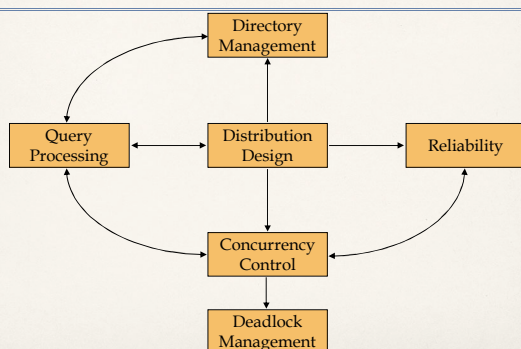 Directory
Management
Query
Processing
Distribution
Design
Reliability
Concurrency
Control
Deadlock
Management